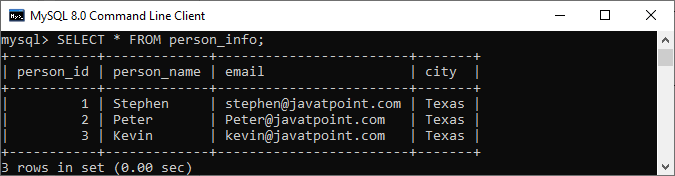 MySQL 8.0 Command Line Client
mysql> SELECT * FROM person_info;
+-----------+-------------+------------------------+-------+
| person_id | person_name | email                  | city  |
+-----------+-------------+------------------------+-------+
|         1 | Stephen     | stephen@javatpoint.com | Texas |
|         2 | Peter       | Peter@javatpoint.com   | Texas |
|         3 | Kevin       | kevin@javatpoint.com   | Texas |
+-----------+-------------+------------------------+-------+
3 rows in set (0.00 sec)